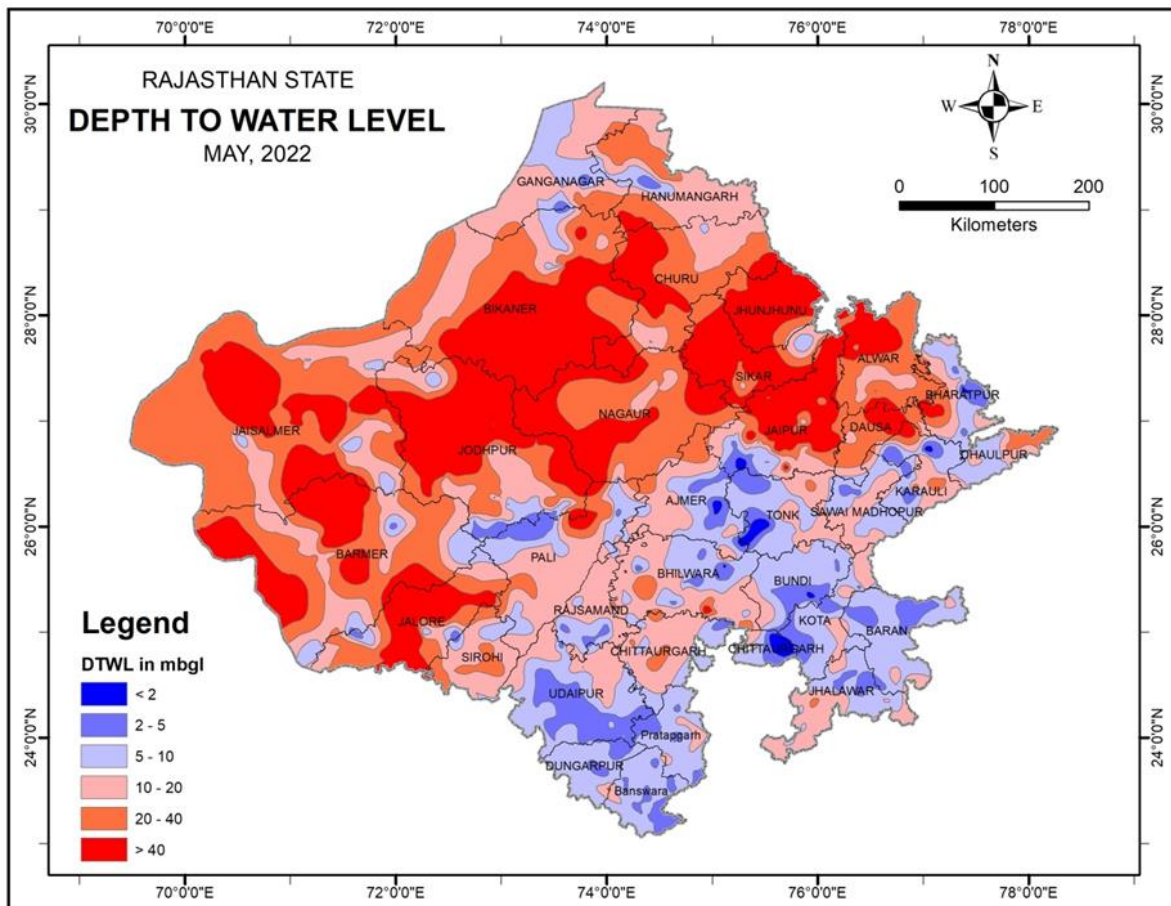 70°0'0"E 72°0'0"E 74°0'0"E 76°0'0"E 78°0'0"E
RAJASTHAN STATE
DEPTH TO WATER LEVEL
MAY, 2022
N
W E
S
0 100 200
Kilometers
30°0'0"N
28°0'0"N
26°0'0"N
24°0'0"N
30°0'0"N
28°0'0"N
26°0'0"N
24°0'0"N
GANGANAGAR
HANUMANGARH
CHURU
BIKANER
JHUNJHUNU
ALWAR
SIKAR
BHARATPUR
NAGAUR
JAISALMER
JAIPUR
DAUSA
JODHPUR
DHAULPUR
KARAULI
AJMER
TONK
SAWAI MADHOPUR
BARMER
PALI
BHILWARA
BUNDI
RAJSAMAND
JALORE
KOTA
BARAN
SIROHI
CHITTAURGARH
CHITTAURGARH
UDAIPUR
JHALAWAR
Pratapgarh
DUNGARPUR
Banswara
Legend
DTWL in mbgl
< 2
2 - 5
5 - 10
10 - 20
20 - 40
> 40
70°0'0"E 72°0'0"E 74°0'0"E 76°0'0"E 78°0'0"E